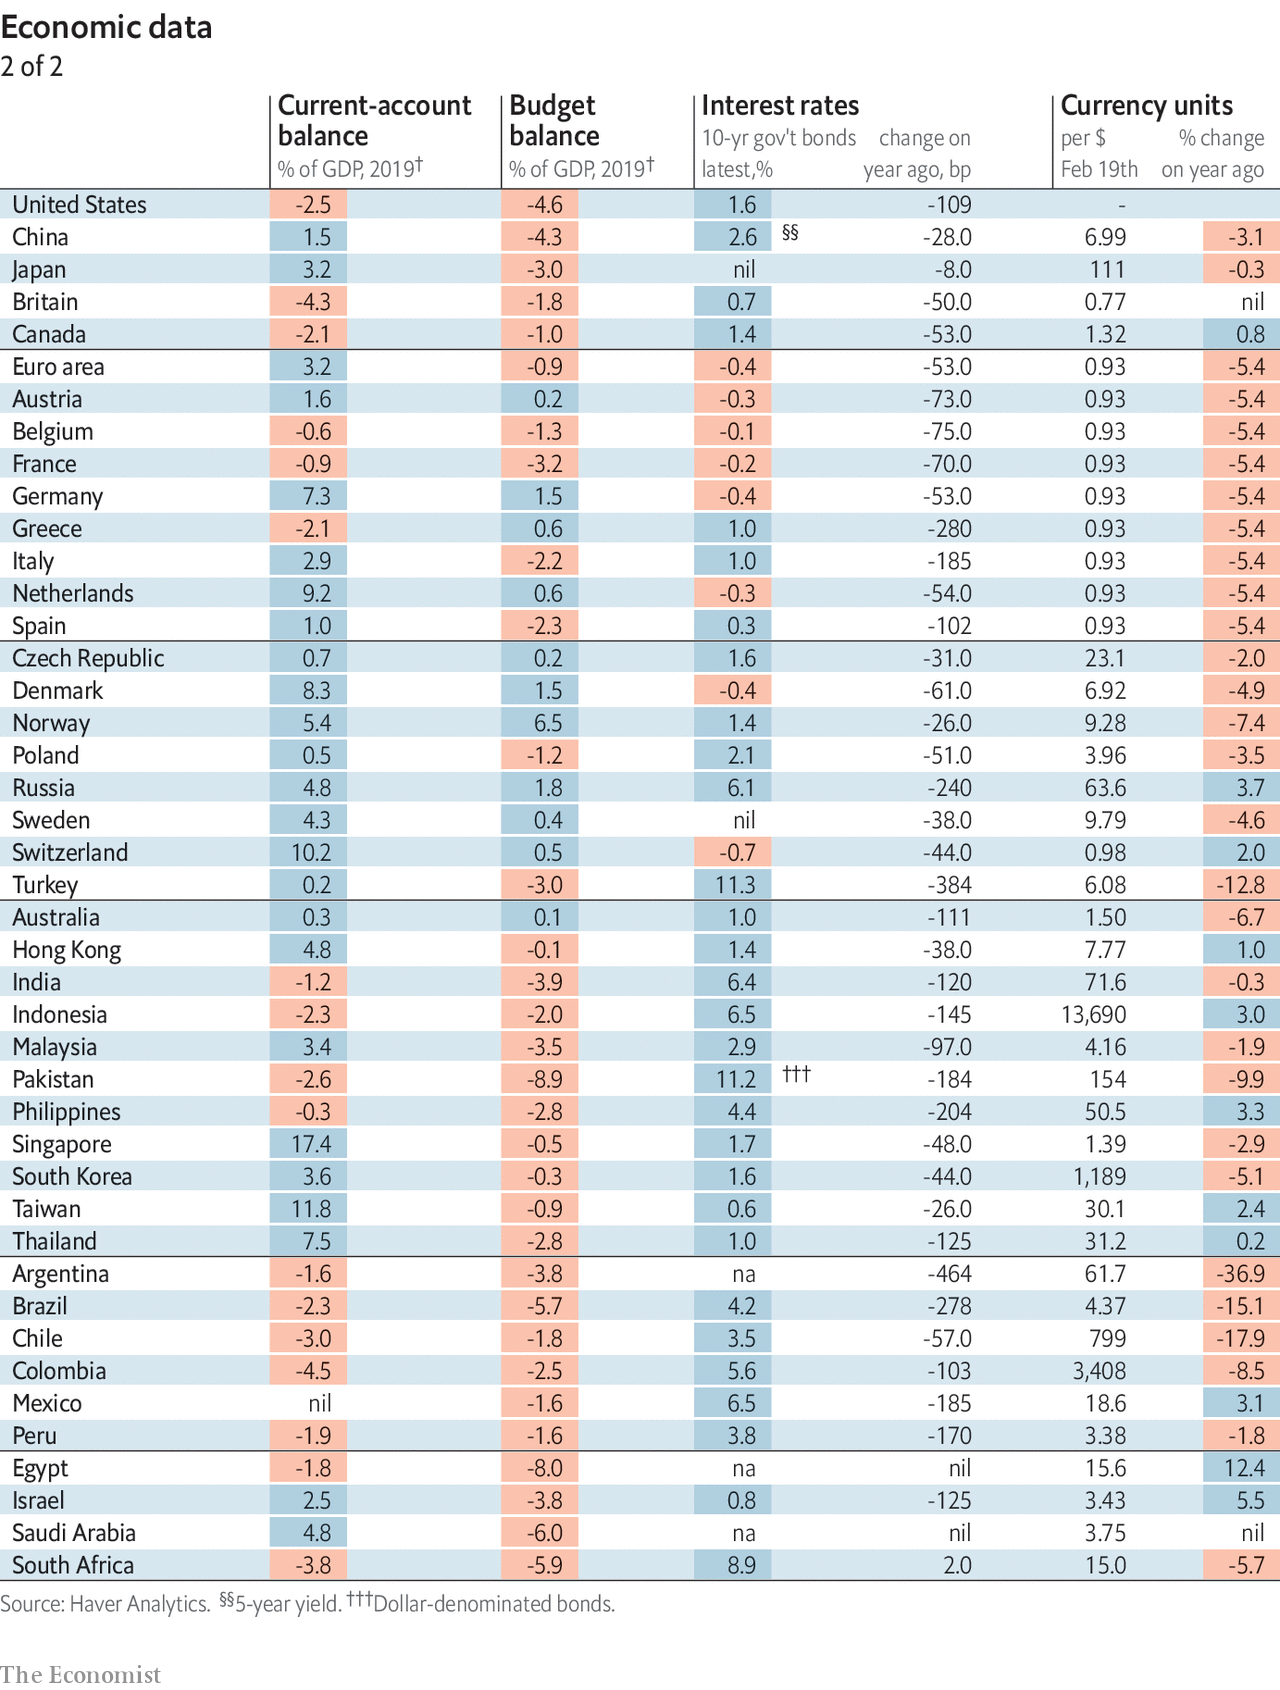 Economic data
2 of 2
Current-account balance % of GDP, 2019† Budget balance % of GDP, 2019† Interest rates 10-yr gov't bonds latest,% change on year ago, bp Currency units per $ Feb 19th % change on year ago
United States -2.5 -4.6 1.6 -109 -
China 1.5 -4.3 2.6 §§ -28.0 6.99 -3.1
Japan 3.2 -3.0 nil -8.0 111 -0.3
Britain -4.3 -1.8 0.7 -50.0 0.77 nil
Canada -2.1 -1.0 1.4 -53.0 1.32 0.8
Euro area 3.2 -0.9 -0.4 -53.0 0.93 -5.4
Austria 1.6 0.2 -0.3 -73.0 0.93 -5.4
Belgium -0.6 -1.3 -0.1 -75.0 0.93 -5.4
France -0.9 -3.2 -0.2 -70.0 0.93 -5.4
Germany 7.3 1.5 -0.4 -53.0 0.93 -5.4
Greece -2.1 0.6 1.0 -280 0.93 -5.4
Italy 2.9 -2.2 1.0 -185 0.93 -5.4
Netherlands 9.2 0.6 -0.3 -54.0 0.93 -5.4
Spain 1.0 -2.3 0.3 -102 0.93 -5.4
Czech Republic 0.7 0.2 1.6 -31.0 23.1 -2.0
Denmark 8.3 1.5 -0.4 -61.0 6.92 -4.9
Norway 5.4 6.5 1.4 -26.0 9.28 -7.4
Poland 0.5 -1.2 2.1 -51.0 3.96 -3.5
Russia 4.8 1.8 6.1 -240 63.6 3.7
Sweden 4.3 0.4 nil -38.0 9.79 -4.6
Switzerland 10.2 0.5 -0.7 -44.0 0.98 2.0
Turkey 0.2 -3.0 11.3 -384 6.08 -12.8
Australia 0.3 0.1 1.0 -111 1.50 -6.7
Hong Kong 4.8 -0.1 1.4 -38.0 7.77 1.0
India -1.2 -3.9 6.4 -120 71.6 -0.3
Indonesia -2.3 -2.0 6.5 -145 13,690 3.0
Malaysia 3.4 -3.5 2.9 -97.0 4.16 -1.9
Pakistan -2.6 -8.9 11.2 ††† -184 154 -9.9
Philippines -0.3 -2.8 4.4 -204 50.5 3.3
Singapore 17.4 -0.5 1.7 -48.0 1.39 -2.9
South Korea 3.6 -0.3 1.6 -44.0 1,189 -5.1
Taiwan 11.8 -0.9 0.6 -26.0 30.1 2.4
Thailand 7.5 -2.8 1.0 -125 31.2 0.2
Argentina -1.6 -3.8 na -464 61.7 -36.9
Brazil -2.3 -5.7 4.2 -278 4.37 -15.1
Chile -3.0 -1.8 3.5 -57.0 799 -17.9
Colombia -4.5 -2.5 5.6 -103 3,408 -8.5
Mexico nil -1.6 6.5 -185 18.6 3.1
Peru -1.9 -1.6 3.8 -170 3.38 -1.8
Egypt -1.8 -8.0 na nil 15.6 12.4
Israel 2.5 -3.8 0.8 -125 3.43 5.5
Saudi Arabia 4.8 -6.0 na nil 3.75 nil
South Africa -3.8 -5.9 8.9 2.0 15.0 -5.7
Source: Haver Analytics. §§5-year yield. †††Dollar-denominated bonds.
The Economist